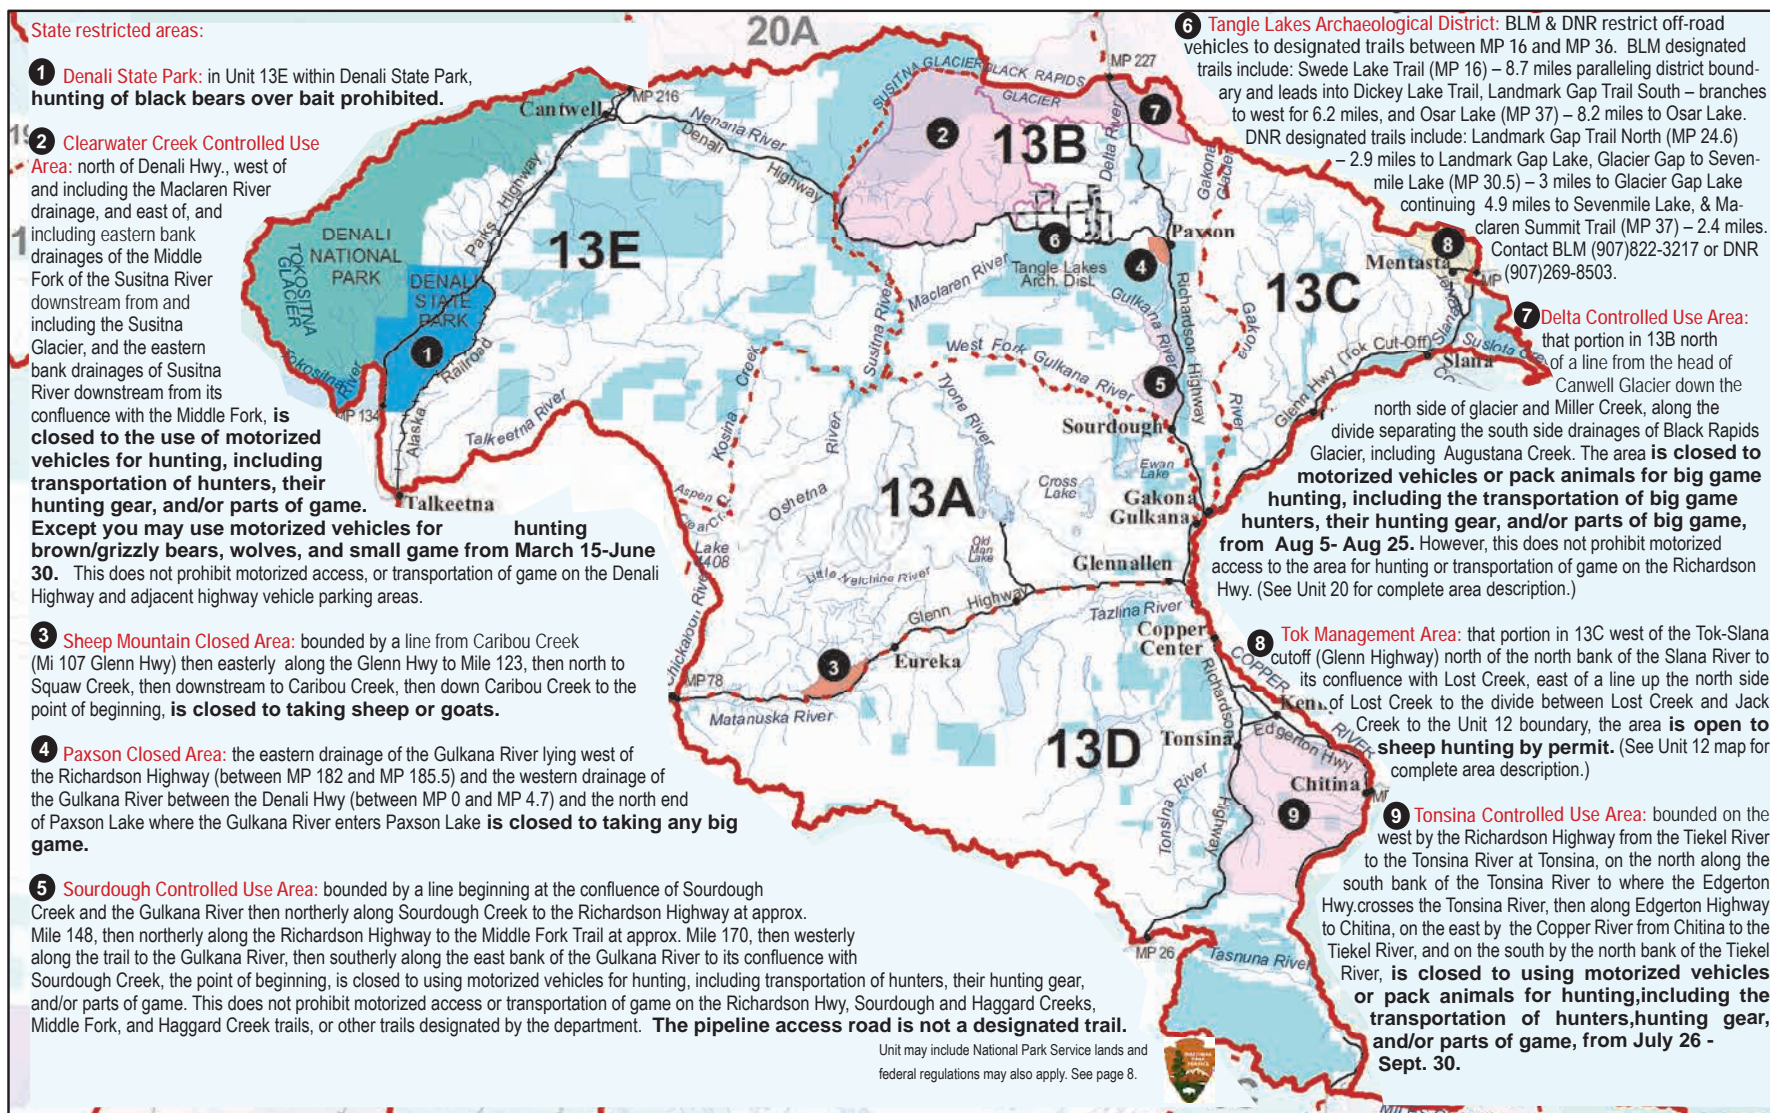 State restricted areas:
1 Denali State Park: in Unit 13E within Denali State Park,
hunting of black bears over bait prohibited.
2 Clearwater Creek Controlled Use
Area: north of Denali Hwy., west of
and including the Maclaren River
drainage, and east of, and
including eastern bank
drainages of the Middle
Fork of the Susitna River
downstream from and
including the Susitna
Glacier, and the eastern
bank drainages of Susitna
River downstream from its
confluence with the Middle Fork, is
closed to the use of motorized
vehicles for hunting, including
transportation of hunters, their
hunting gear, and/or parts of game.
Except you may use motorized vehicles for hunting
brown/grizzly bears, wolves, and small game from March 15-June
30. This does not prohibit motorized access, or transportation of game on the Denali
Highway and adjacent highway vehicle parking areas.
3 Sheep Mountain Closed Area: bounded by a line from Caribou Creek
(Mi 107 Glenn Hwy) then easterly along the Glenn Hwy to Mile 123, then north to
Squaw Creek, then downstream to Caribou Creek, then down Caribou Creek to the
point of beginning, is closed to taking sheep or goats.
4 Paxson Closed Area: the eastern drainage of the Gulkana River lying west of
the Richardson Highway (between MP 182 and MP 185.5) and the western drainage of
the Gulkana River between the Denali Hwy (between MP 0 and MP 4.7) and the north end
of Paxson Lake where the Gulkana River enters Paxson Lake is closed to taking any big
game.
5 Sourdough Controlled Use Area: bounded by a line beginning at the confluence of Sourdough
Creek and the Gulkana River then northerly along Sourdough Creek to the Richardson Highway at approx.
Mile 148, then northerly along the Richardson Highway to the Middle Fork Trail at approx. Mile 170, then westerly
along the trail to the Gulkana River, then southerly along the east bank of the Gulkana River to its confluence with
Sourdough Creek, the point of beginning, is closed to using motorized vehicles for hunting, including transportation of hunters, their hunting gear,
and/or parts of game. This does not prohibit motorized access or transportation of game on the Richardson Hwy, Sourdough and Haggard Creeks,
Middle Fork, and Haggard Creek trails, or other trails designated by the department. The pipeline access road is not a designated trail.
Unit may include National Park Service lands and
federal regulations may also apply. See page 8.
6 Tangle Lakes Archaeological District: BLM & DNR restrict off-road
vehicles to designated trails between MP 16 and MP 36. BLM designated
trails include: Swede Lake Trail (MP 16) – 8.7 miles paralleling district bound-
ary and leads into Dickey Lake Trail, Landmark Gap Trail South – branches
to west for 6.2 miles, and Osar Lake (MP 37) – 8.2 miles to Osar Lake.
DNR designated trails include: Landmark Gap Trail North (MP 24.6)
– 2.9 miles to Landmark Gap Lake, Glacier Gap to Seven-
mile Lake (MP 30.5) – 3 miles to Glacier Gap Lake
continuing 4.9 miles to Sevenmile Lake, & Ma-
claren Summit Trail (MP 37) – 2.4 miles.
Contact BLM (907)822-3217 or DNR
(907)269-8503.
7 Delta Controlled Use Area:
that portion in 13B north
of a line from the head of
Canwell Glacier down the
north side of glacier and Miller Creek, along the
divide separating the south side drainages of Black Rapids
Glacier, including Augustana Creek. The area is closed to
motorized vehicles or pack animals for big game
hunting, including the transportation of big game
hunters, their hunting gear, and/or parts of big game,
from Aug 5- Aug 25. However, this does not prohibit motorized
access to the area for hunting or transportation of game on the Richardson
Hwy. (See Unit 20 for complete area description.)
8 Tok Management Area: that portion in 13C west of the Tok-Slana
cutoff (Glenn Highway) north of the north bank of the Slana River to
its confluence with Lost Creek, east of a line up the north side
of Lost Creek to the divide between Lost Creek and Jack
Creek to the Unit 12 boundary, the area is open to
sheep hunting by permit. (See Unit 12 map for
complete area description.)
9 Tonsina Controlled Use Area: bounded on the
west by the Richardson Highway from the Tiekel River
to the Tonsina River at Tonsina, on the north along the
south bank of the Tonsina River to where the Edgerton
Hwy.crosses the Tonsina River, then along Edgerton Highway
to Chitina, on the east by the Copper River from Chitina to the
Tiekel River, and on the south by the north bank of the Tiekel
River, is closed to using motorized vehicles
or pack animals for hunting,including the
transportation of hunters,hunting gear,
and/or parts of game, from July 26 -
Sept. 30.
20A
SUSITNA GLACIER
BLACK RAPIDS
GLACIER
MP 227
MP 216
Cantwell
Nenana River
Denali
Highway
Parks Highway
2
7
13B
Delta River
Gakona
Glacier
DENALI
NATIONAL
PARK
TOKOSITNA
GLACIER
DENALI
STATE
PARK
1
Railroad
Alaska
Tokositna River
MP 134
Talkeetna River
Talkeetna
13E
6
Tangle Lakes
Arch. Dist.
Paxson
4
Maclaren River
Gulkana River
Richardson
Highway
Susitna River
West Fork Gulkana River
5
13C
Gakona
River
8
Mentasta
MP
Slana
Slana
Suslota Cre
Glenn Hwy (Tok Cut-Off)
Kosina Creek
River
Tyone River
Sourdough
Ewan
Lake
Cross
Lake
Gakona
Gulkana
Aspen Cr.
Oshetna
13A
Lake
408
Old
Man
Lake
Little Nelchina River
Glennallen
Glenn Highway
Tazlina River
Copper
Center
Chickaloon River
MP 78
3
Eureka
Matanuska River
13D
Richardson
Highway
COPPER
RIVER
Kenn
Edgerton Hwy
Tonsina
Chitina
9
Tonsina River
MP 26
Tasnuna River